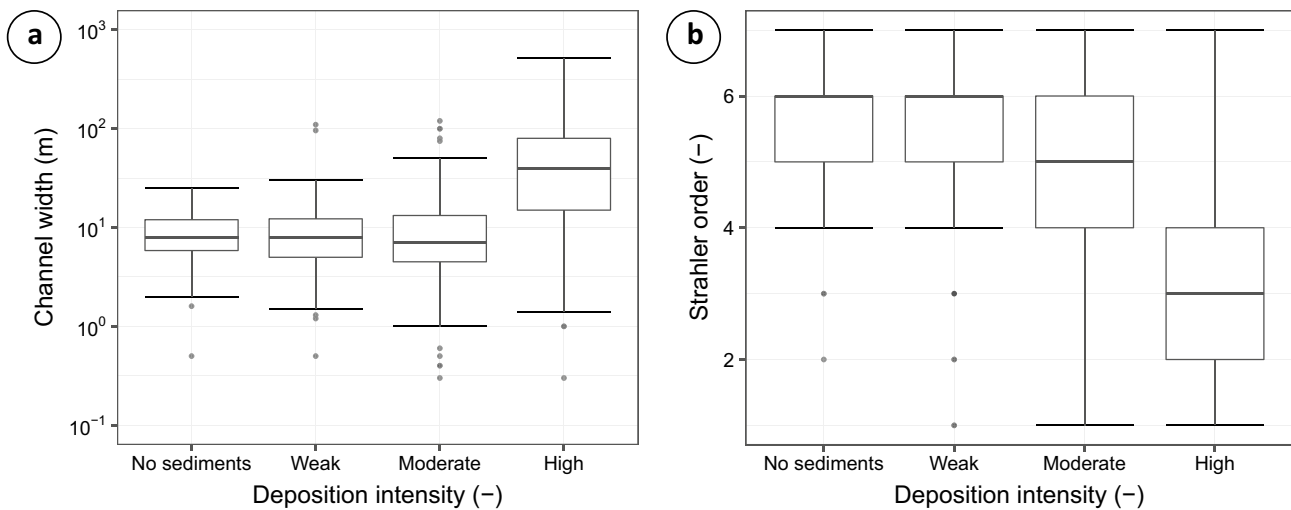 a
Channel width (m)
10³
10²
10¹
10⁰
10⁻¹
No sediments Weak Moderate High
Deposition intensity (−)
b
Strahler order (−)
6
4
2
No sediments Weak Moderate High
Deposition intensity (−)